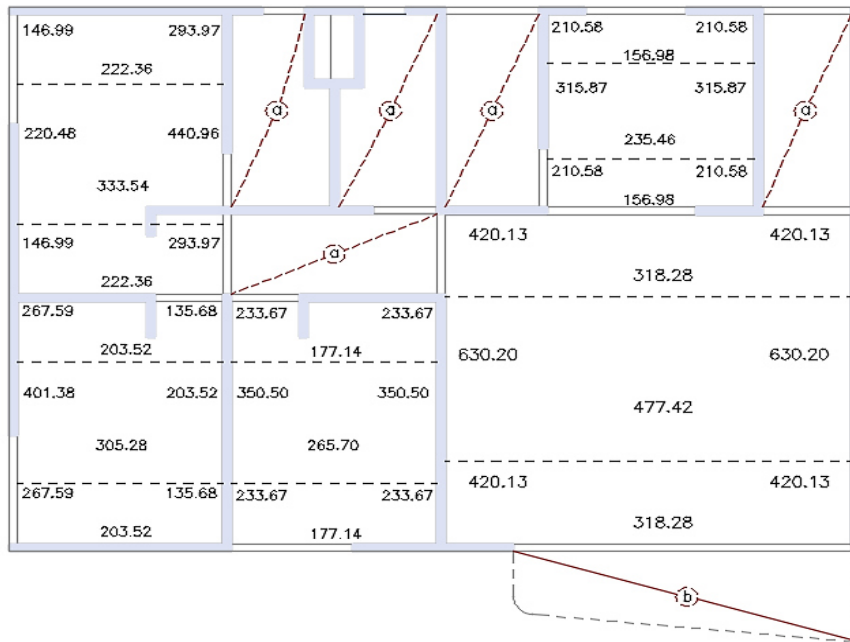 146.99 293.97 210.58 210.58
222.36 156.98
a a a 315.87 315.87 a
220.48 440.96 235.46
333.54 210.58 210.58
156.98
146.99 293.97 a 420.13 420.13
222.36 318.28
267.59 135.68 233.67 233.67
203.52 177.14 630.20 630.20
401.38 203.52 350.50 350.50
477.42
305.28 265.70
267.59 135.68 233.67 233.67 420.13 420.13
203.52 177.14 318.28
b